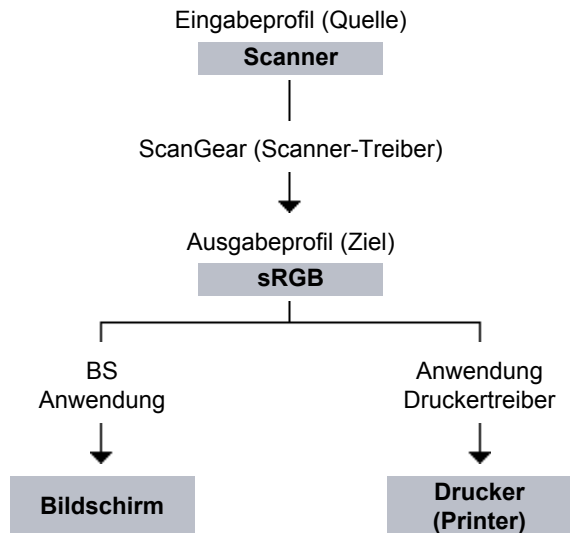 Eingabeprofil (Quelle)
Scanner
ScanGear (Scanner-Treiber)
Ausgabeprofil (Ziel)
sRGB
BS
Anwendung
Anwendung
Druckertreiber
Bildschirm
Drucker
(Printer)